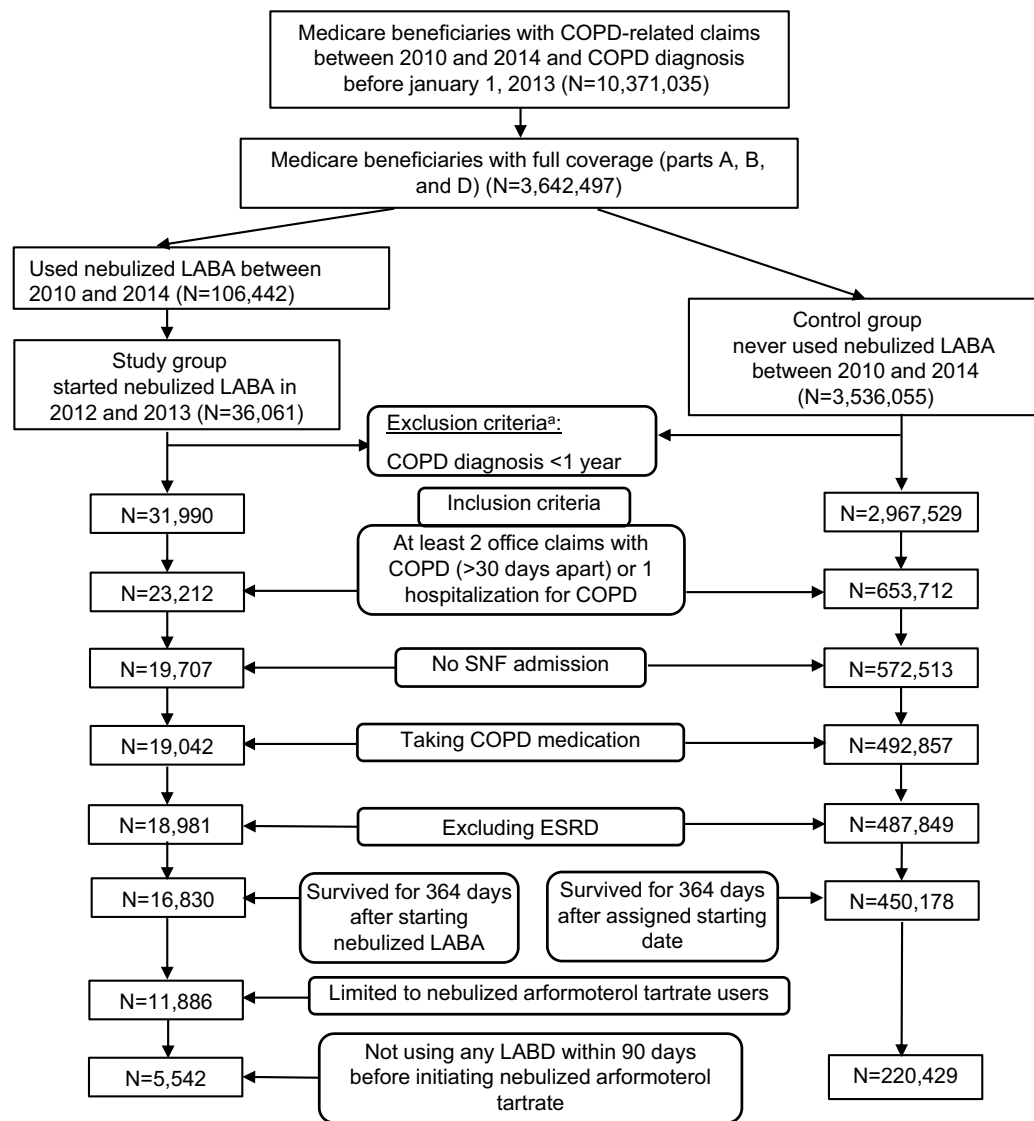 Medicare beneficiaries with COPD-related claims
between 2010 and 2014 and COPD diagnosis
before january 1, 2013 (N=10,371,035)
Medicare beneficiaries with full coverage (parts A, B,
and D) (N=3,642,497)
Used nebulized LABA between
2010 and 2014 (N=106,442)
Control group
never used nebulized LABA
between 2010 and 2014
(N=3,536,055)
Study group
started nebulized LABA in
2012 and 2013 (N=36,061)
Exclusion criteriaᵃ:
COPD diagnosis <1 year
N=31,990
Inclusion criteria
N=2,967,529
At least 2 office claims with
COPD (>30 days apart) or 1
hospitalization for COPD
N=23,212
N=653,712
N=19,707
No SNF admission
N=572,513
N=19,042
Taking COPD medication
N=492,857
N=18,981
Excluding ESRD
N=487,849
N=16,830
Survived for 364 days
after starting
nebulized LABA
Survived for 364 days
after assigned starting
date
N=450,178
N=11,886
Limited to nebulized arformoterol tartrate users
N=5,542
Not using any LABD within 90 days
before initiating nebulized arformoterol
tartrate
N=220,429